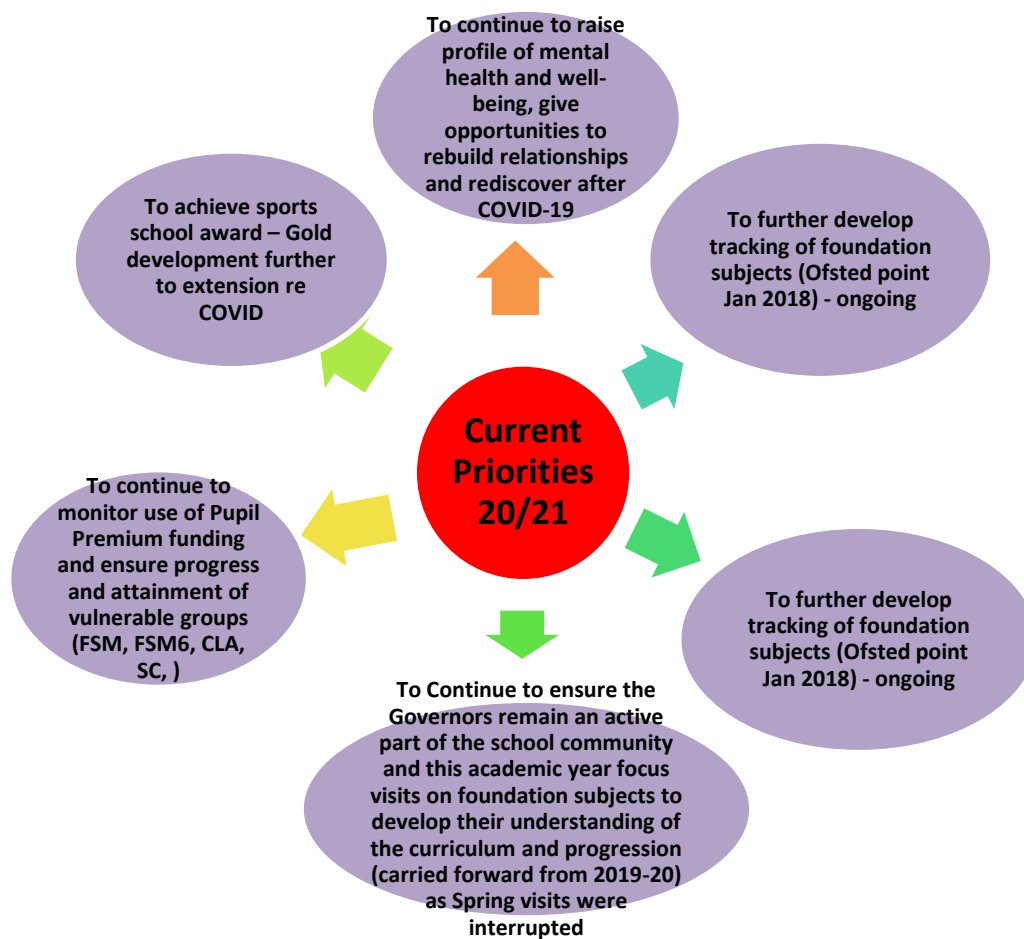 To continue to raise
profile of mental
health and well-
being, give
opportunities to
rebuild relationships
and rediscover after
COVID-19
To further develop
tracking of foundation
subjects (Ofsted point
Jan 2018) - ongoing
To further develop
tracking of foundation
subjects (Ofsted point
Jan 2018) - ongoing
To Continue to ensure the
Governors remain an active
part of the school community
and this academic year focus
visits on foundation subjects to
develop their understanding of
the curriculum and progression
(carried forward from 2019-20)
as Spring visits were
interrupted
To continue to
monitor use of Pupil
Premium funding
and ensure progress
and attainment of
vulnerable groups
(FSM, FSM6, CLA,
SC, )
To achieve sports
school award – Gold
development further
to extension re
COVID
Current
Priorities
20/21